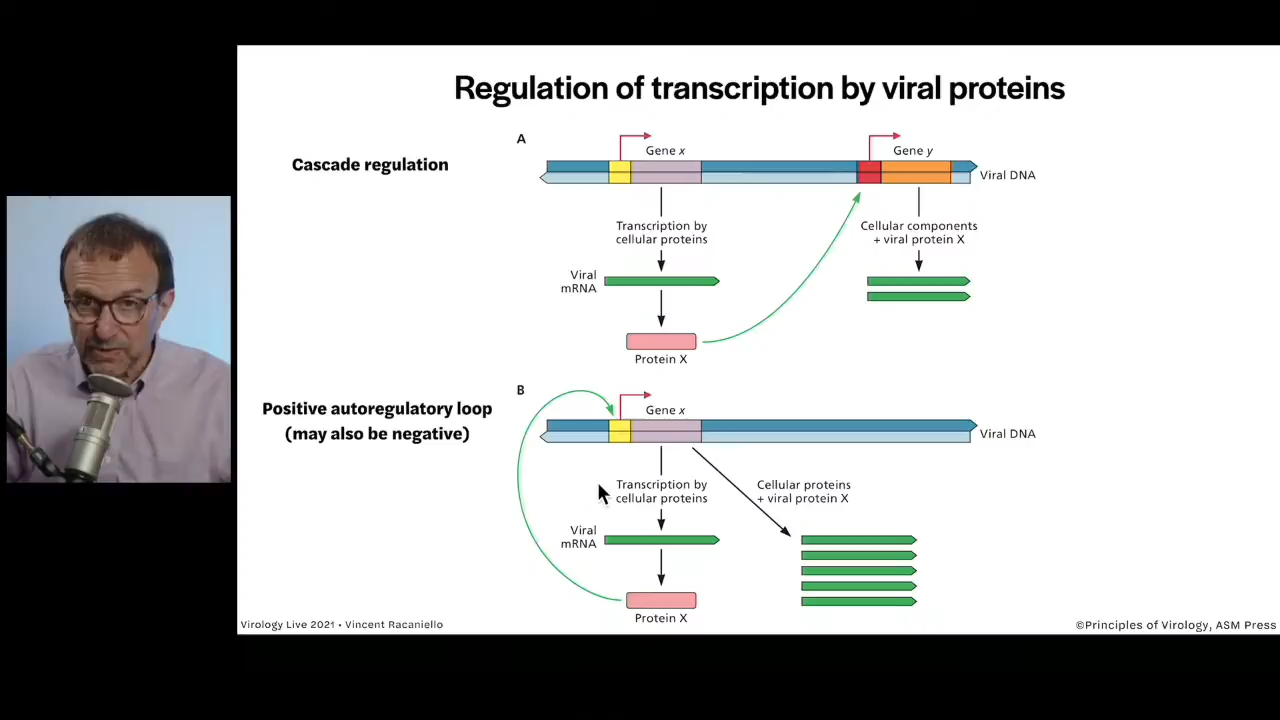 Regulation of transcription by viral proteins
Cascade regulation
A
Gene x
Gene y
Viral DNA
Transcription by
cellular proteins
Cellular components
+ viral protein X
Viral
mRNA
Protein X
Positive autoregulatory loop
(may also be negative)
B
Gene x
Viral DNA
Transcription by
cellular proteins
Cellular proteins
+ viral protein X
Viral
mRNA
Protein X
Virology Live 2021 • Vincent Racaniello
©Principles of Virology, ASM Press